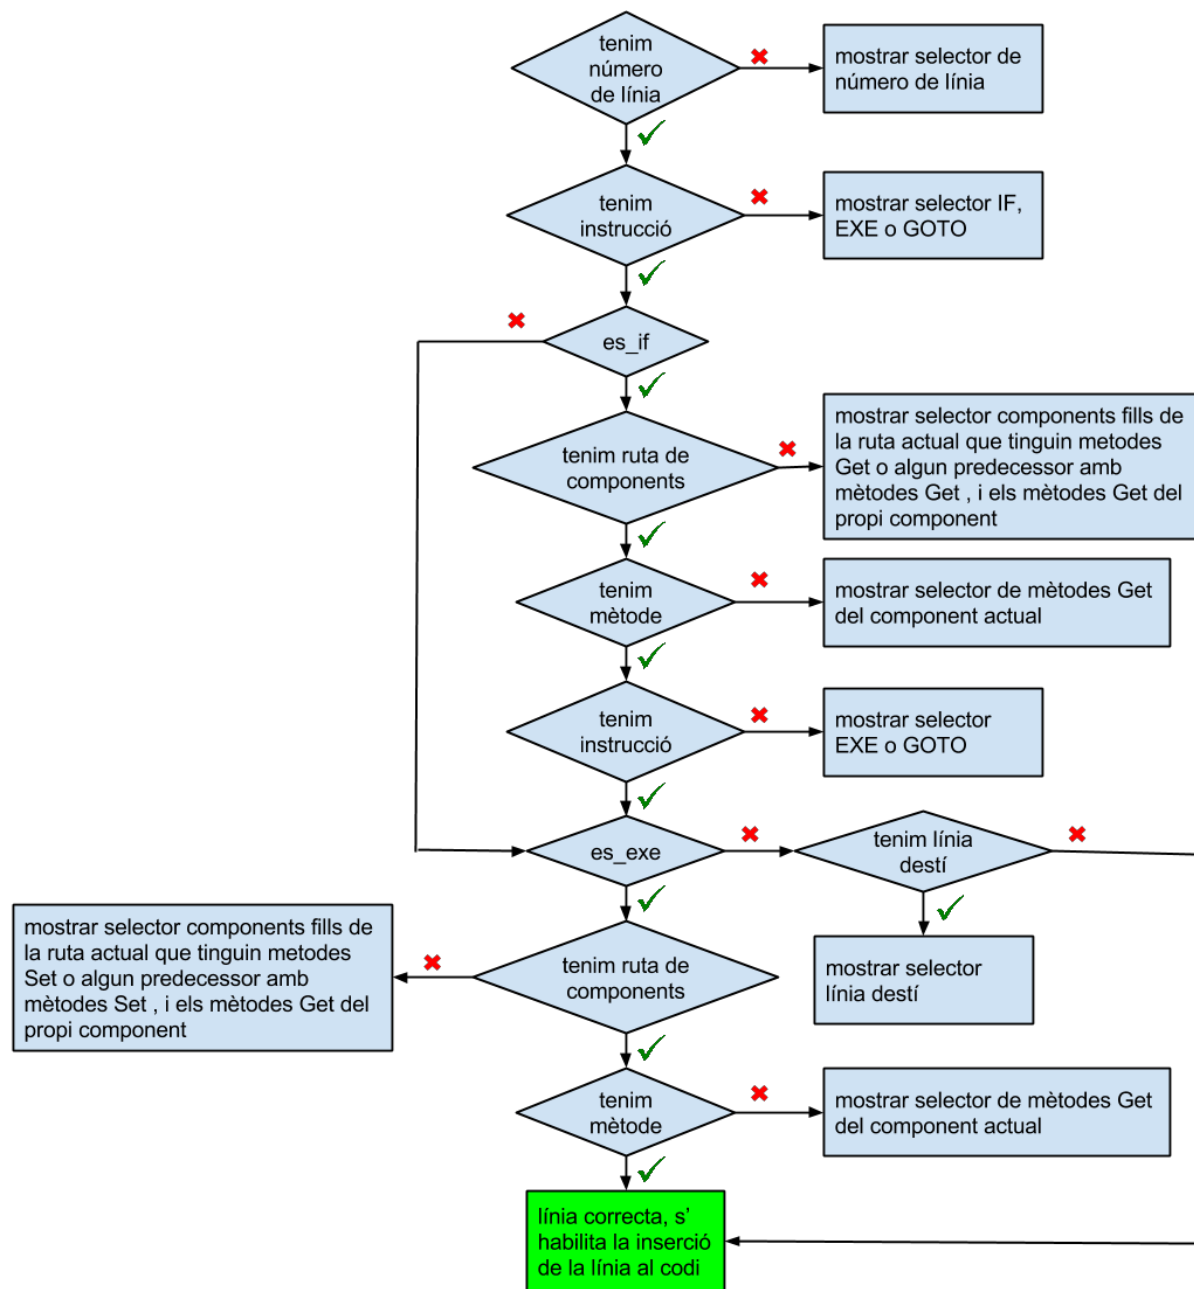 tenim
número
de línia
mostrar selector de
número de línia
tenim
instrucció
mostrar selector IF,
EXE o GOTO
es_if
tenim ruta de
components
mostrar selector components fills de
la ruta actual que tinguin metodes
Get o algun predecessor amb
mètodes Get , i els mètodes Get del
propi component
tenim
mètode
mostrar selector de mètodes Get
del component actual
tenim
instrucció
mostrar selector
EXE o GOTO
es_exe
tenim línia
destí
mostrar selector
línia destí
mostrar selector components fills de
la ruta actual que tinguin metodes
Set o algun predecessor amb
mètodes Set , i els mètodes Get del
propi component
tenim ruta de
components
tenim
mètode
mostrar selector de mètodes Get
del component actual
línia correcta, s'
habilita la inserció
de la línia al codi